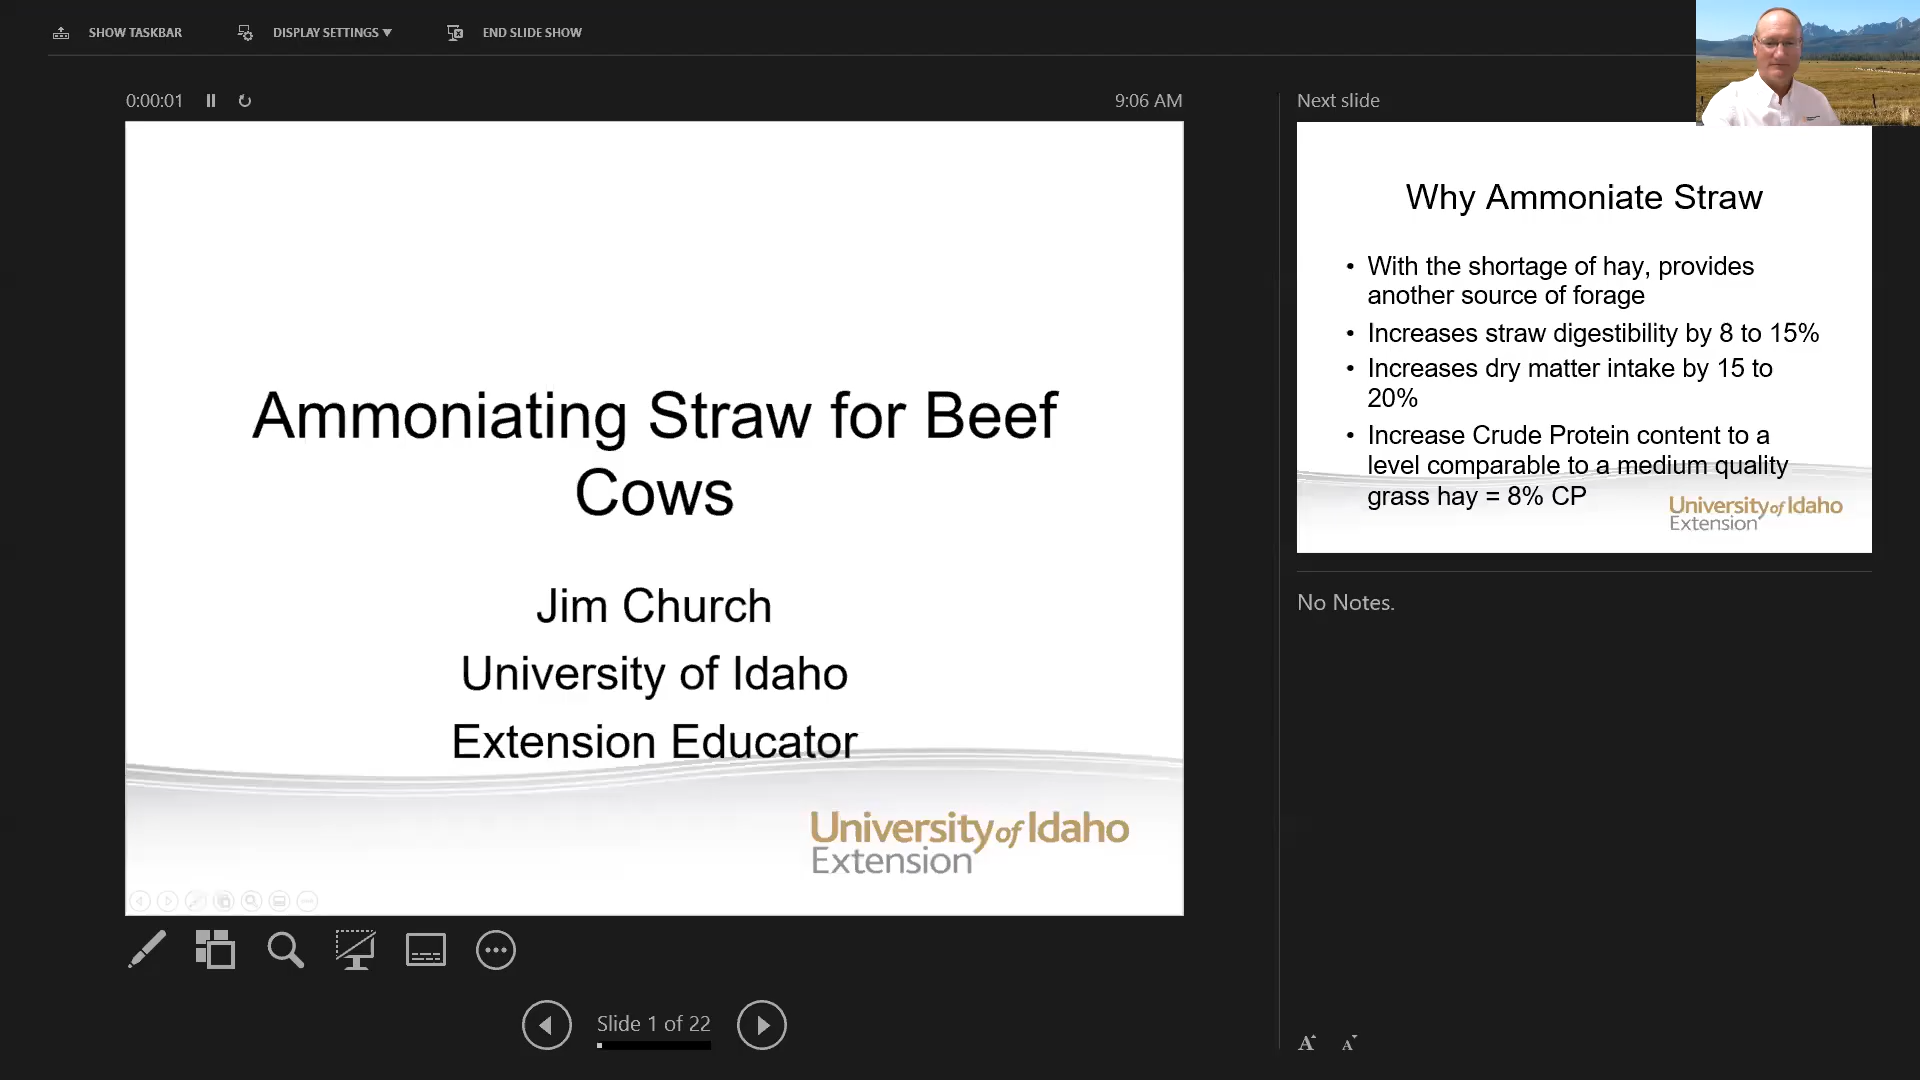 SHOW TASKBAR
DISPLAY SETTINGS ▼
END SLIDE SHOW
0:00:01
9:06 AM
Ammoniating Straw for Beef
Cows
Jim Church
University of Idaho
Extension Educator
University of Idaho
Extension
Slide 1 of 22
Next slide
Why Ammoniate Straw
• With the shortage of hay, provides
another source of forage
• Increases straw digestibility by 8 to 15%
• Increases dry matter intake by 15 to
20%
• Increase Crude Protein content to a
level comparable to a medium quality
grass hay = 8% CP
University of Idaho
Extension
No Notes.
A
A